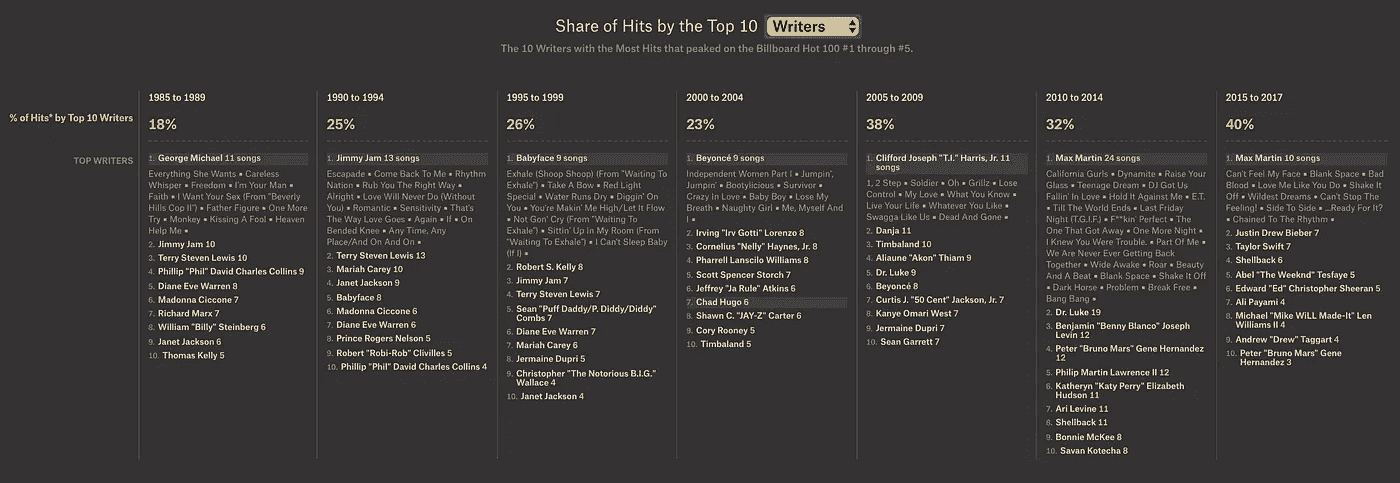 Share of Hits by the Top 10 Writers
The 10 Writers with the Most Hits that peaked on the Billboard Hot 100 #1 through #5.
% of Hits* by Top 10 Writers
TOP WRITERS
1985 to 1989
18%
1. George Michael 11 songs
Everything She Wants ▪ Careless
Whisper ▪ Freedom ▪ I'm Your Man ▪
Faith ▪ I Want Your Sex (From "Beverly
Hills Cop II") ▪ Father Figure ▪ One More
Try ▪ Monkey ▪ Kissing A Fool ▪ Heaven
Help Me ▪
2. Jimmy Jam 10
3. Terry Steven Lewis 10
4. Phillip "Phil" David Charles Collins 9
5. Diane Eve Warren 8
6. Madonna Ciccone 7
7. Richard Marx 7
8. William "Billy" Steinberg 6
9. Janet Jackson 6
10. Thomas Kelly 5
1990 to 1994
25%
1. Jimmy Jam 13 songs
Escapade ▪ Come Back To Me ▪ Rhythm
Nation ▪ Rub You The Right Way ▪
Alright ▪ Love Will Never Do (Without
You) ▪ Romantic ▪ Sensitivity ▪ That's
The Way Love Goes ▪ Again ▪ If ▪ On
Bended Knee ▪ Any Time, Any
Place/And On And On ▪
2. Terry Steven Lewis 13
3. Mariah Carey 10
4. Janet Jackson 9
5. Babyface 8
6. Madonna Ciccone 6
7. Diane Eve Warren 6
8. Prince Rogers Nelson 5
9. Robert "Robi-Rob" Clivilles 5
10. Phillip "Phil" David Charles Collins 4
1995 to 1999
26%
1. Babyface 9 songs
Exhale (Shoop Shoop) (From "Waiting To
Exhale") ▪ Take A Bow ▪ Red Light
Special ▪ Water Runs Dry ▪ Diggin' On
You ▪ You're Makin' Me High/Let It Flow
▪ Not Gon' Cry (From "Waiting To
Exhale") ▪ Sittin' Up in My Room (From
"Waiting To Exhale") ▪ I Can't Sleep Baby
(If I) ▪
2. Robert S. Kelly 8
3. Jimmy Jam 7
4. Terry Steven Lewis 7
5. Sean "Puff Daddy/P. Diddy/Diddy"
Combs 7
6. Diane Eve Warren 7
7. Mariah Carey 6
8. Jermaine Dupri 5
9. Christopher "The Notorious B.I.G."
Wallace 4
10. Janet Jackson 4
2000 to 2004
23%
1. Beyoncé 9 songs
Independent Women Part I ▪ Jumpin',
Jumpin' ▪ Bootylicious ▪ Survivor ▪
Crazy In Love ▪ Baby Boy ▪ Lose My
Breath ▪ Naughty Girl ▪ Me, Myself And
I ▪
2. Irving "Irv Gotti" Lorenzo 8
3. Cornelius "Nelly" Haynes, Jr. 8
4. Pharrell Lanscilo Williams 8
5. Scott Spencer Storch 7
6. Jeffrey "Ja Rule" Atkins 6
7. Chad Hugo 6
8. Shawn C. "JAY-Z" Carter 6
9. Cory Rooney 5
10. Timbaland 5
2005 to 2009
38%
1. Clifford Joseph "T.I." Harris, Jr. 11
songs
1, 2 Step ▪ Soldier ▪ Oh ▪ Grillz ▪ Lose
Control ▪ My Love ▪ What You Know ▪
Live Your Life ▪ Whatever You Like ▪
Swagga Like Us ▪ Dead And Gone ▪
2. Danja 11
3. Timbaland 10
4. Aliaune "Akon" Thiam 9
5. Dr. Luke 9
6. Beyoncé 8
7. Curtis J. "50 Cent" Jackson, Jr. 7
8. Kanye Omari West 7
9. Jermaine Dupri 7
10. Sean Garrett 7
2010 to 2014
32%
1. Max Martin 24 songs
California Gurls ▪ Dynamite ▪ Raise Your
Glass ▪ Teenage Dream ▪ DJ Got Us
Fallin' In Love ▪ Hold It Against Me ▪ E.T.
▪ Till The World Ends ▪ Last Friday
Night (T.G.I.F.) ▪ F**kin' Perfect ▪ The
One That Got Away ▪ One More Night ▪
I Knew You Were Trouble. ▪ Part Of Me ▪
We Are Never Ever Getting Back
Together ▪ Wide Awake ▪ Roar ▪ Beauty
And A Beat ▪ Blank Space ▪ Shake It Off
▪ Dark Horse ▪ Problem ▪ Break Free ▪
Bang Bang ▪
2. Dr. Luke 19
3. Benjamin "Benny Blanco" Joseph
Levin 12
4. Peter "Bruno Mars" Gene Hernandez
12
5. Philip Martin Lawrence II 12
6. Katheryn "Katy Perry" Elizabeth
Hudson 11
7. Ari Levine 11
8. Shellback 11
9. Bonnie McKee 8
10. Savan Kotecha 8
2015 to 2017
40%
1. Max Martin 10 songs
Can't Feel My Face ▪ Blank Space ▪ Bad
Blood ▪ Love Me Like You Do ▪ Shake It
Off ▪ Wildest Dreams ▪ Can't Stop The
Feeling! ▪ Side To Side ▪ ...Ready For It?
▪ Chained To The Rhythm ▪
2. Justin Drew Bieber 7
3. Taylor Swift 7
4. Shellback 6
5. Abel "The Weeknd" Tesfaye 5
6. Edward "Ed" Christopher Sheeran 5
7. Ali Payami 4
8. Michael "Mike WiLL Made-It" Len
Williams II 4
9. Andrew "Drew" Taggart 4
10. Peter "Bruno Mars" Gene
Hernandez 3